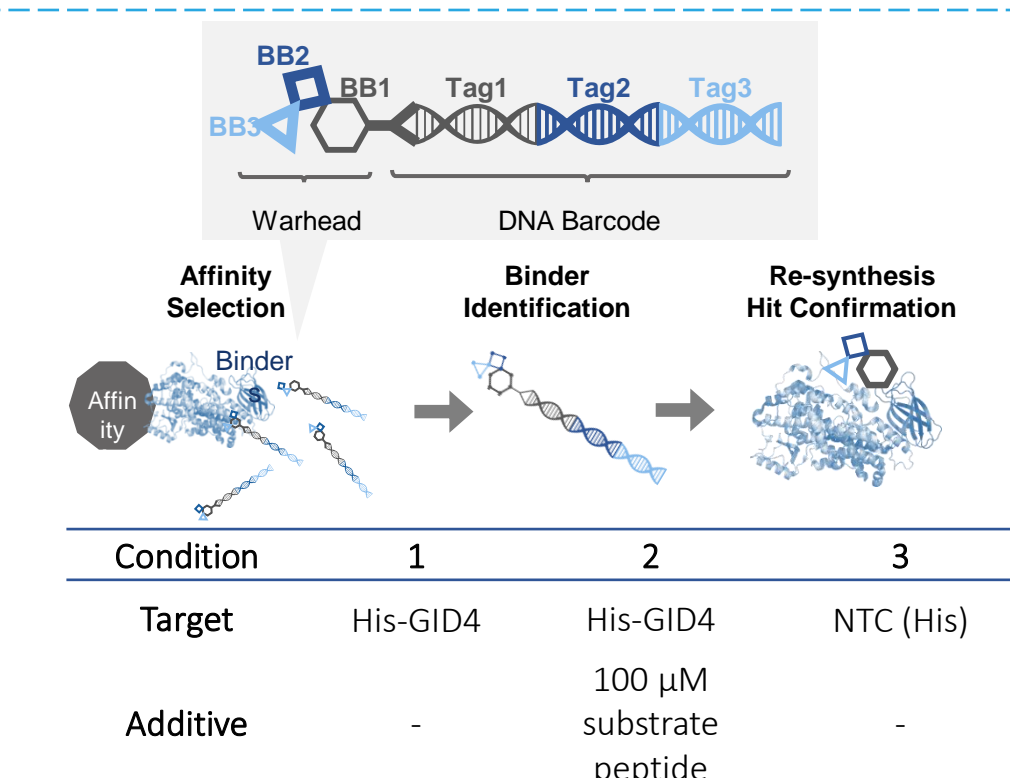 BB2
BB1
Tag1
Tag2
Tag3
BB3
Warhead
DNA Barcode
Affinity
Selection
Binder
Identification
Re-synthesis
Hit Confirmation
Binder
S
Affin
ity
Condition 1 2 3
Target His-GID4 His-GID4 NTC (His)
100 μM
Additive - substrate -
peptide